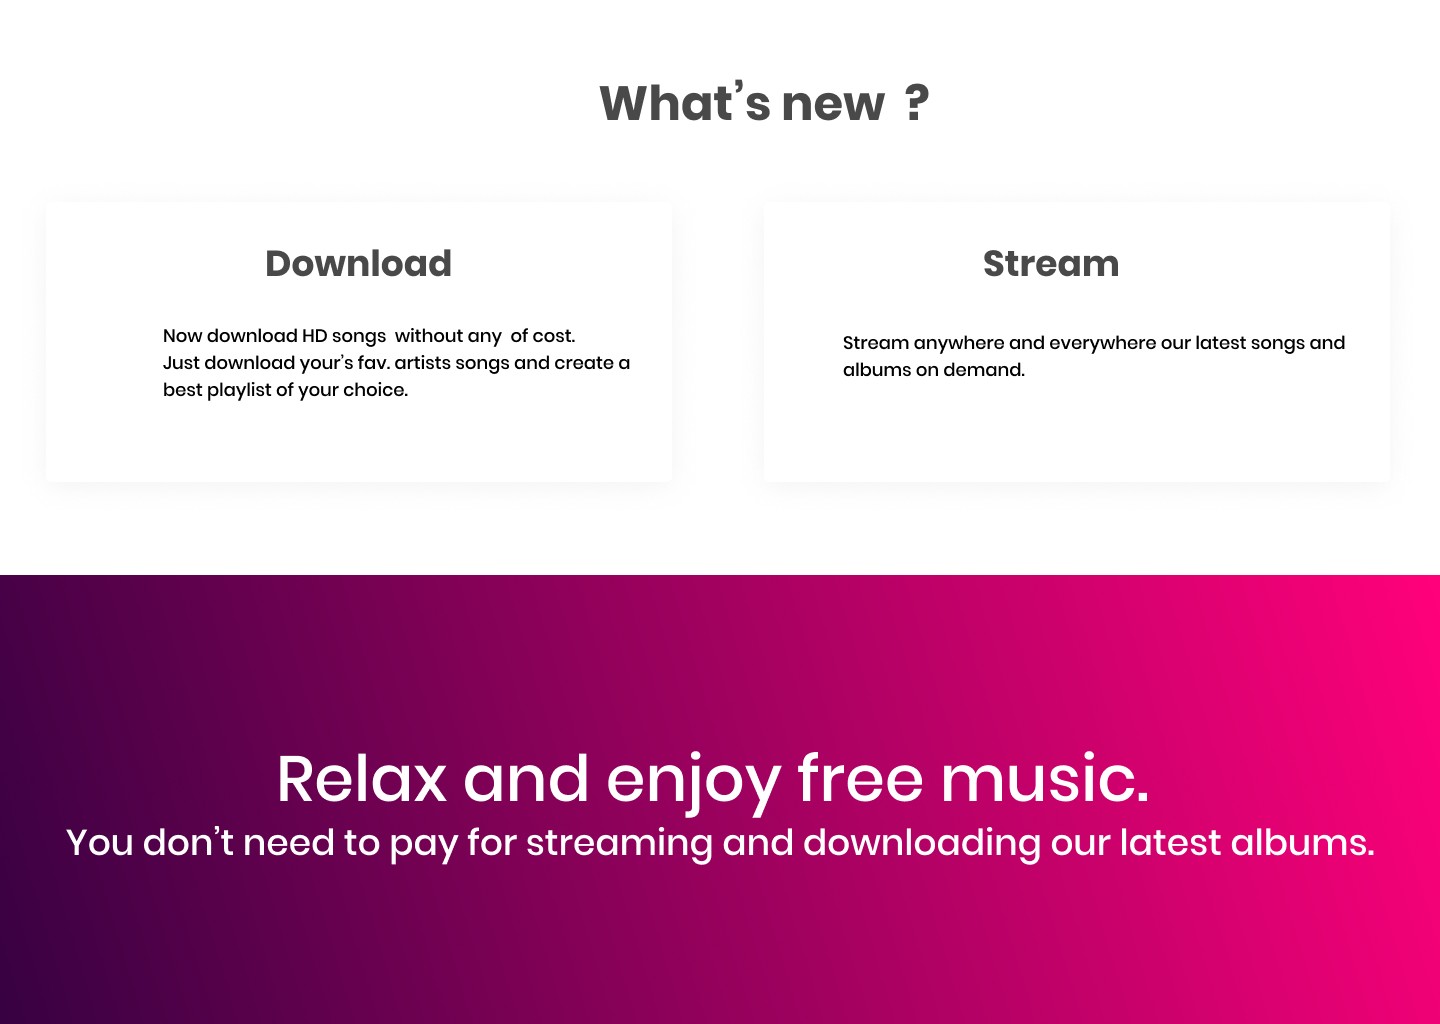 What’s new  ?
Download
Now download HD songs  without any  of cost.
Just download your’s fav. artists songs and create a
best playlist of your choice.
Stream
Stream anywhere and everywhere our latest songs and
albums on demand.
Relax and enjoy free music.
You don’t need to pay for streaming and downloading our latest albums.